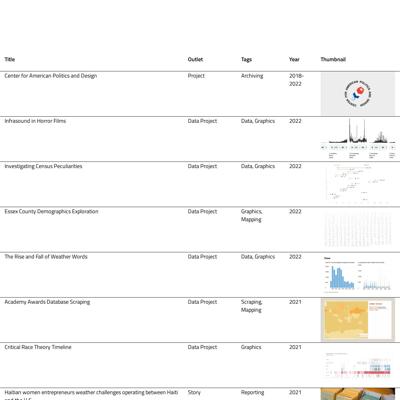 Title Outlet Tags Year Thumbnail
Center for American Politics and Design Project Archiving 2018-
2022
Infrasound in Horror Films Data Project Data, Graphics 2022
Investigating Census Peculiarities Data Project Data, Graphics 2022
Essex County Demographics Exploration Data Project Graphics, 2022
Mapping
The Rise and Fall of Weather Words Data Project Data, Graphics 2022
Academy Awards Database Scraping Data Project Scraping, 2021
Mapping
Critical Race Theory Timeline Data Project Graphics 2021
Haitian women entrepreneurs weather challenges operating between Haiti Story Reporting 2021